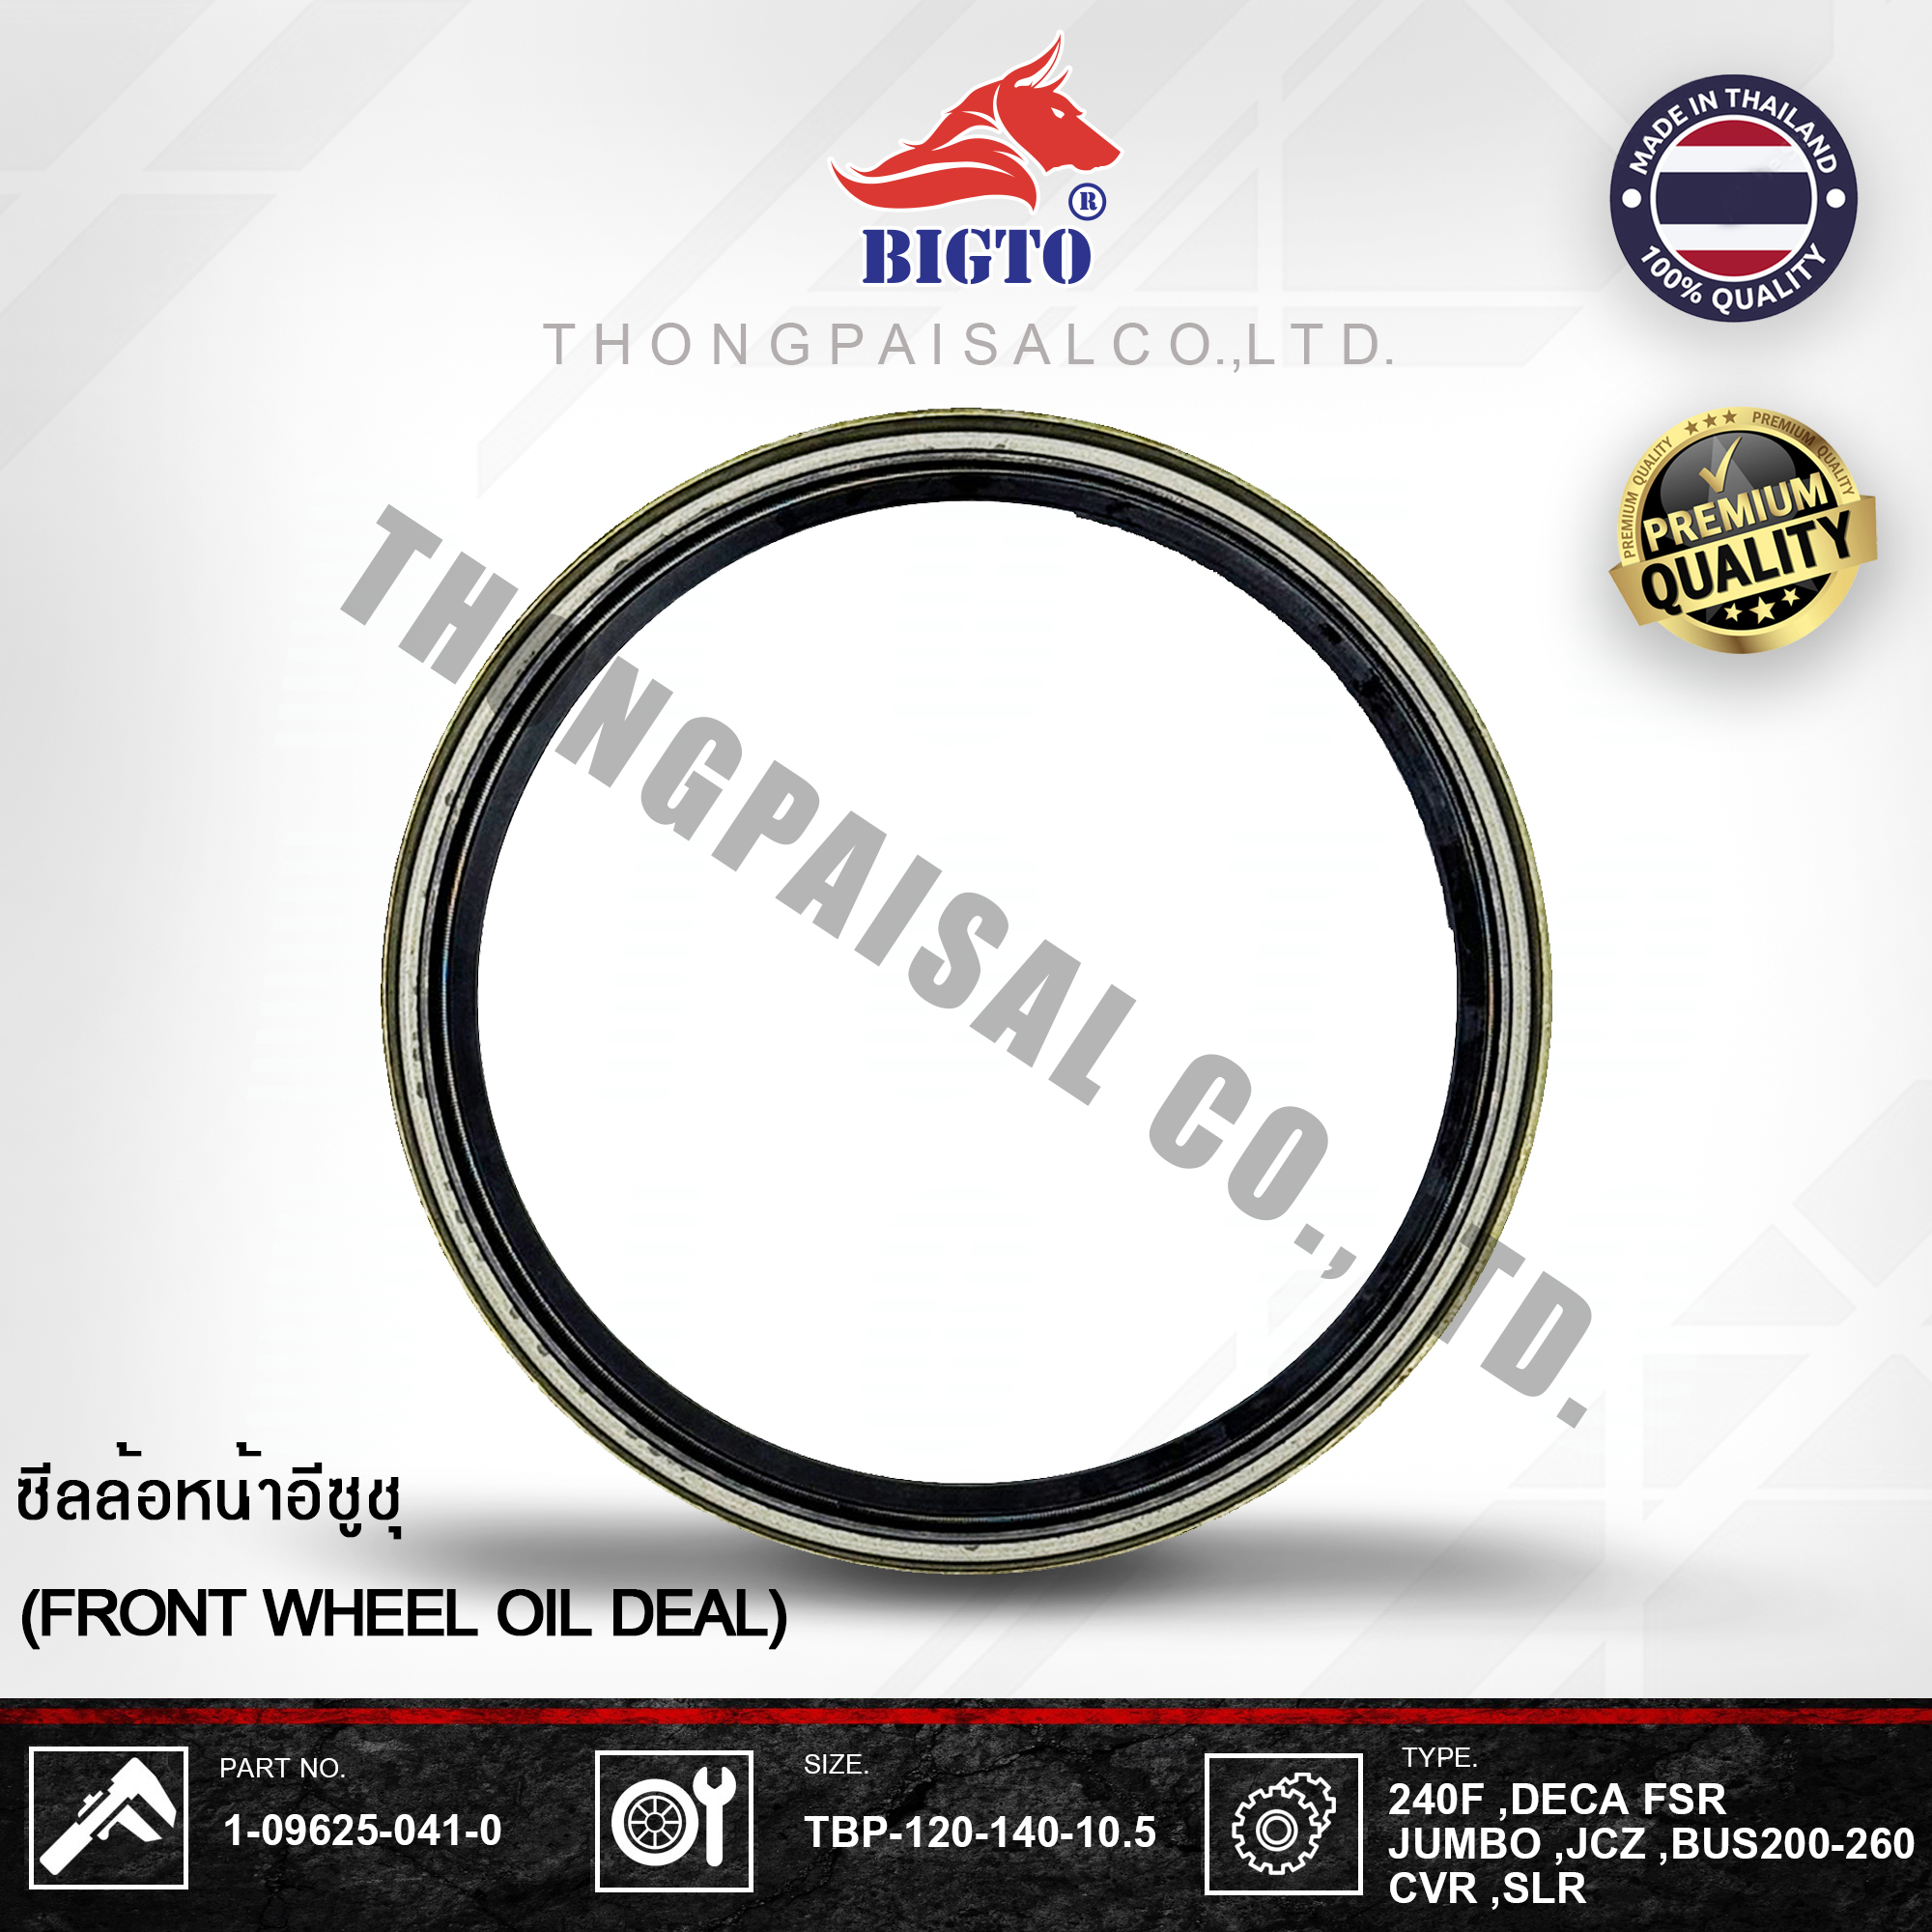 BIGTO
®
THONGPAISALCO.,LTD.
MADE IN THAILAND
100% QUALITY
PREMIUM QUALITY ★★★ PREMIUM QUALITY
PREMIUM
QUALITY
THONGPAISAL CO., LTD.
ซีลล้อหน้าอีซูซุ
(FRONT WHEEL OIL DEAL)
PART NO.
1-09625-041-0
SIZE.
TBP-120-140-10.5
TYPE.
240F ,DECA FSR
JUMBO ,JCZ ,BUS200-260
CVR ,SLR